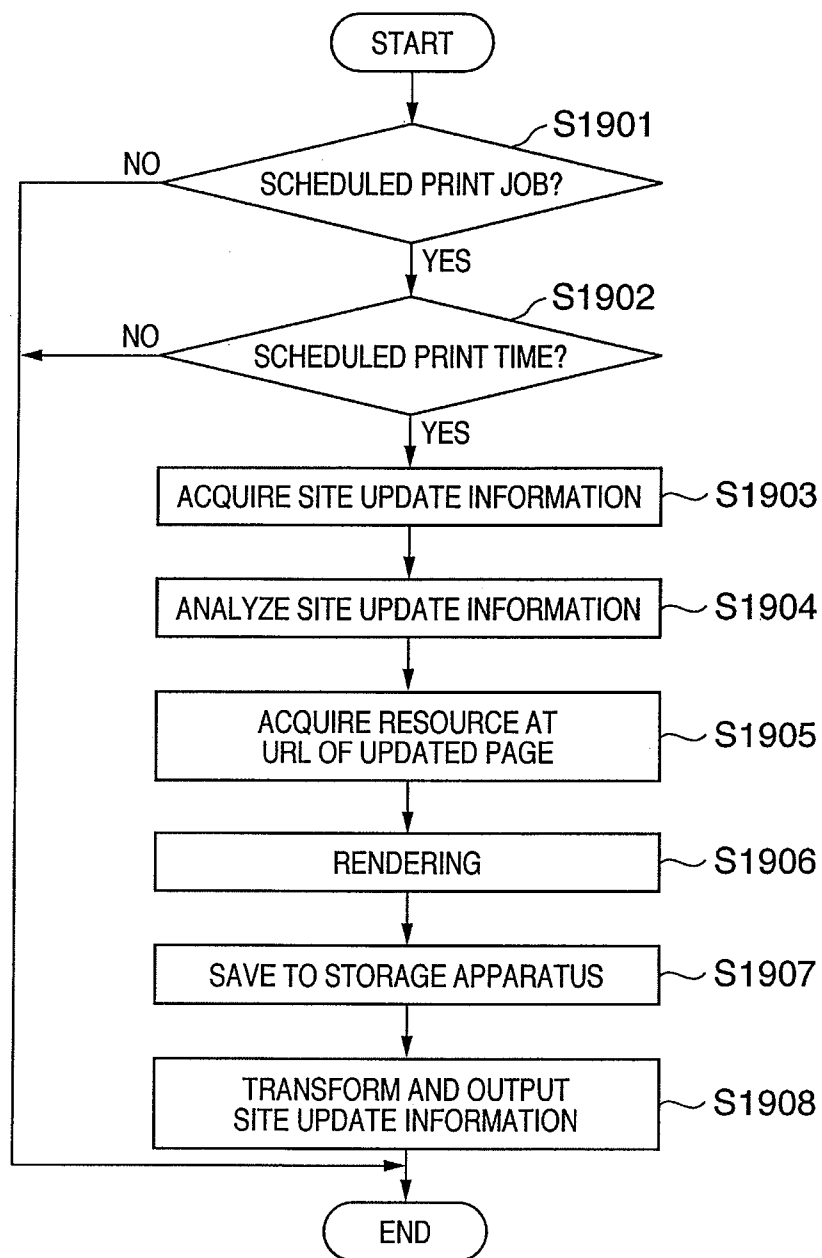 START
S1901
NO
SCHEDULED PRINT JOB?
YES
S1902
NO
SCHEDULED PRINT TIME?
YES
ACQUIRE SITE UPDATE INFORMATION
S1903
ANALYZE SITE UPDATE INFORMATION
S1904
ACQUIRE RESOURCE AT
URL OF UPDATED PAGE
S1905
RENDERING
S1906
SAVE TO STORAGE APPARATUS
S1907
TRANSFORM AND OUTPUT
SITE UPDATE INFORMATION
S1908
END